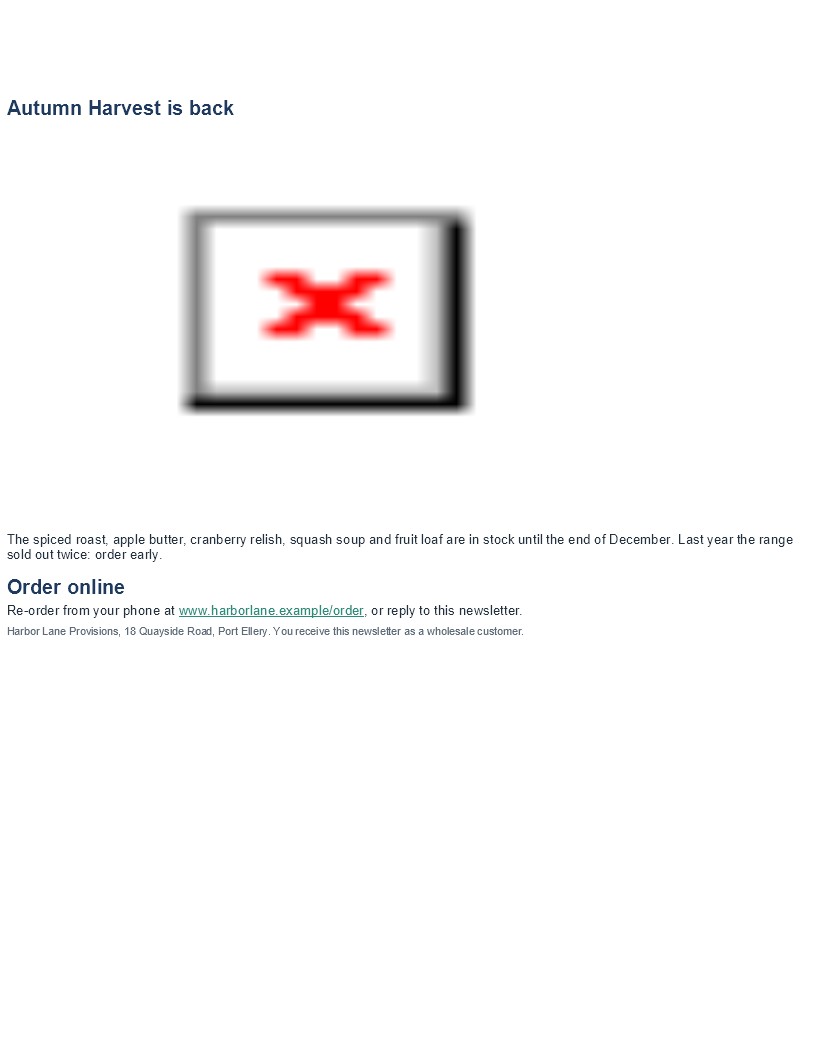 Autumn Harvest is back
The spiced roast, apple butter, cranberry relish, squash soup and fruit loaf are in stock until the end of December. Last year the range
sold out twice: order early.
Order online
Re-order from your phone at www.harborlane.example/order, or reply to this newsletter.
Harbor Lane Provisions, 18 Quayside Road, Port Ellery. You receive this newsletter as a wholesale customer.